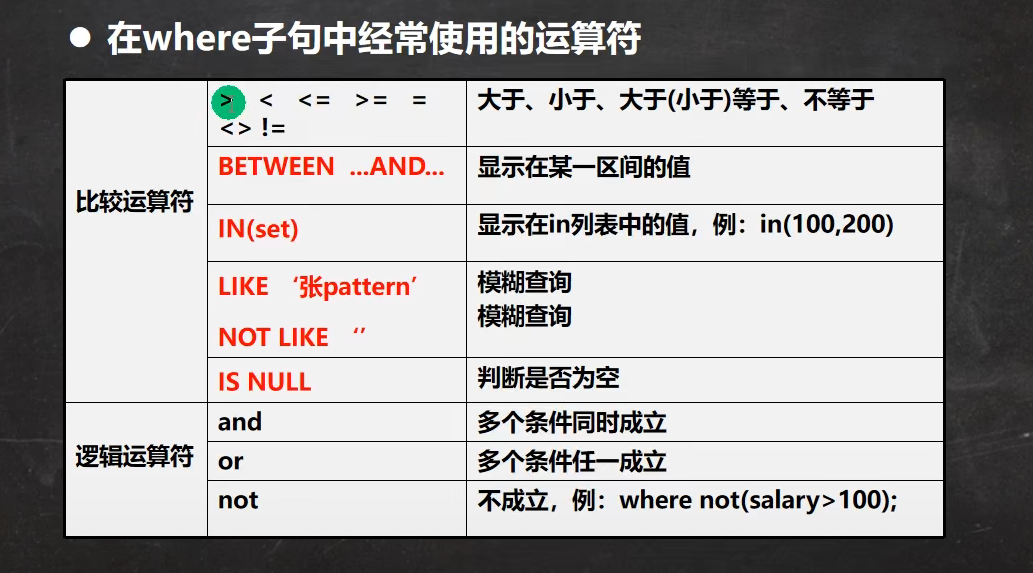 ● 在where子句中经常使用的运算符
比较运算符
> < <= >= =
<> !=
大于、小于、大于(小于)等于、不等于
BETWEEN ...AND...
显示在某一区间的值
IN(set)
显示在in列表中的值，例：in(100,200)
LIKE ‘张pattern’
NOT LIKE ‘’
模糊查询
模糊查询
IS NULL
判断是否为空
逻辑运算符
and
多个条件同时成立
or
多个条件任一成立
not
不成立，例：where not(salary>100);